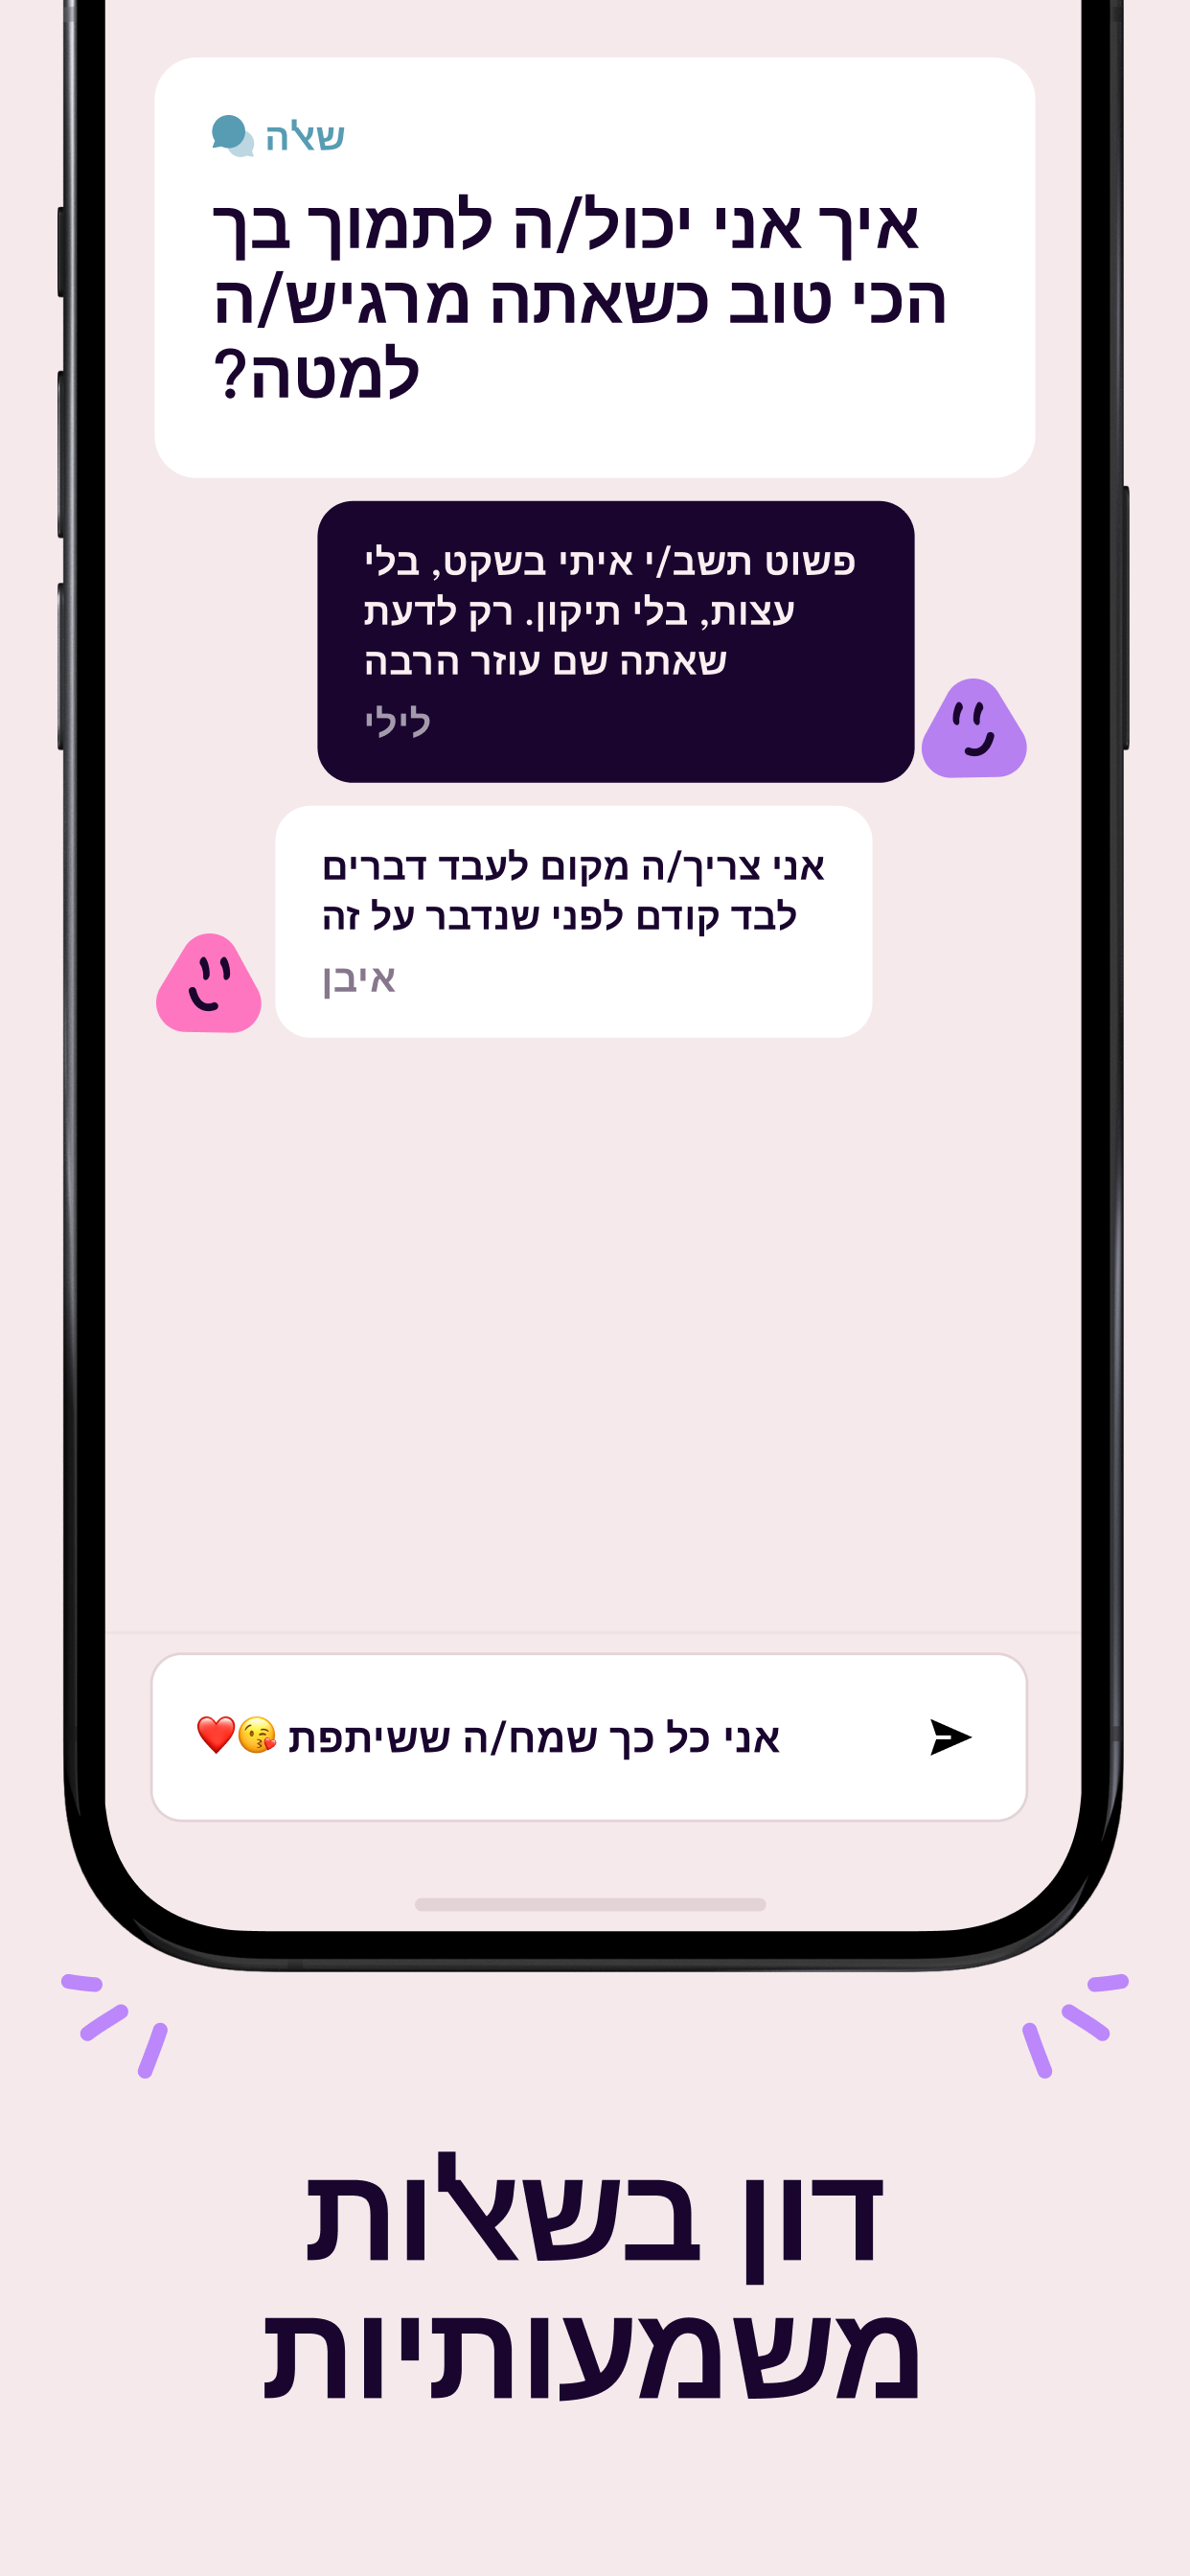 שאלה
איך אני יכול/ה לתמוך בך
הכי טוב כשאתה מרגיש/ה
למטה?
פשוט תשב/י איתי בשקט, בלי
עצות, בלי תיקון. רק לדעת
שאתה שם עוזר הרבה
לילי
אני צריך/ה מקום לעבד דברים
לבד קודם לפני שנדבר על זה
איבן
אני כל כך שמח/ה ששיתפת 😘❤️
דון בשאלות
משמעותיות